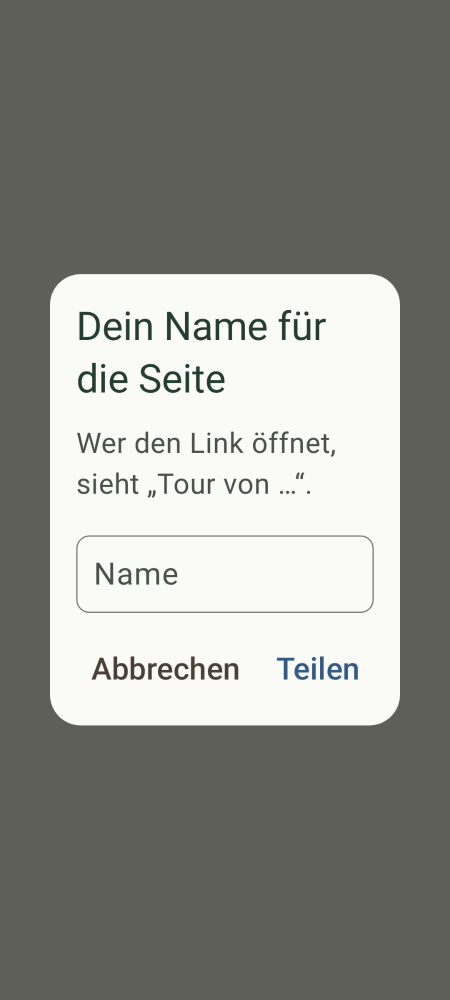 Dein Name für
die Seite
Wer den Link öffnet,
sieht „Tour von …“.
Name
Abbrechen Teilen